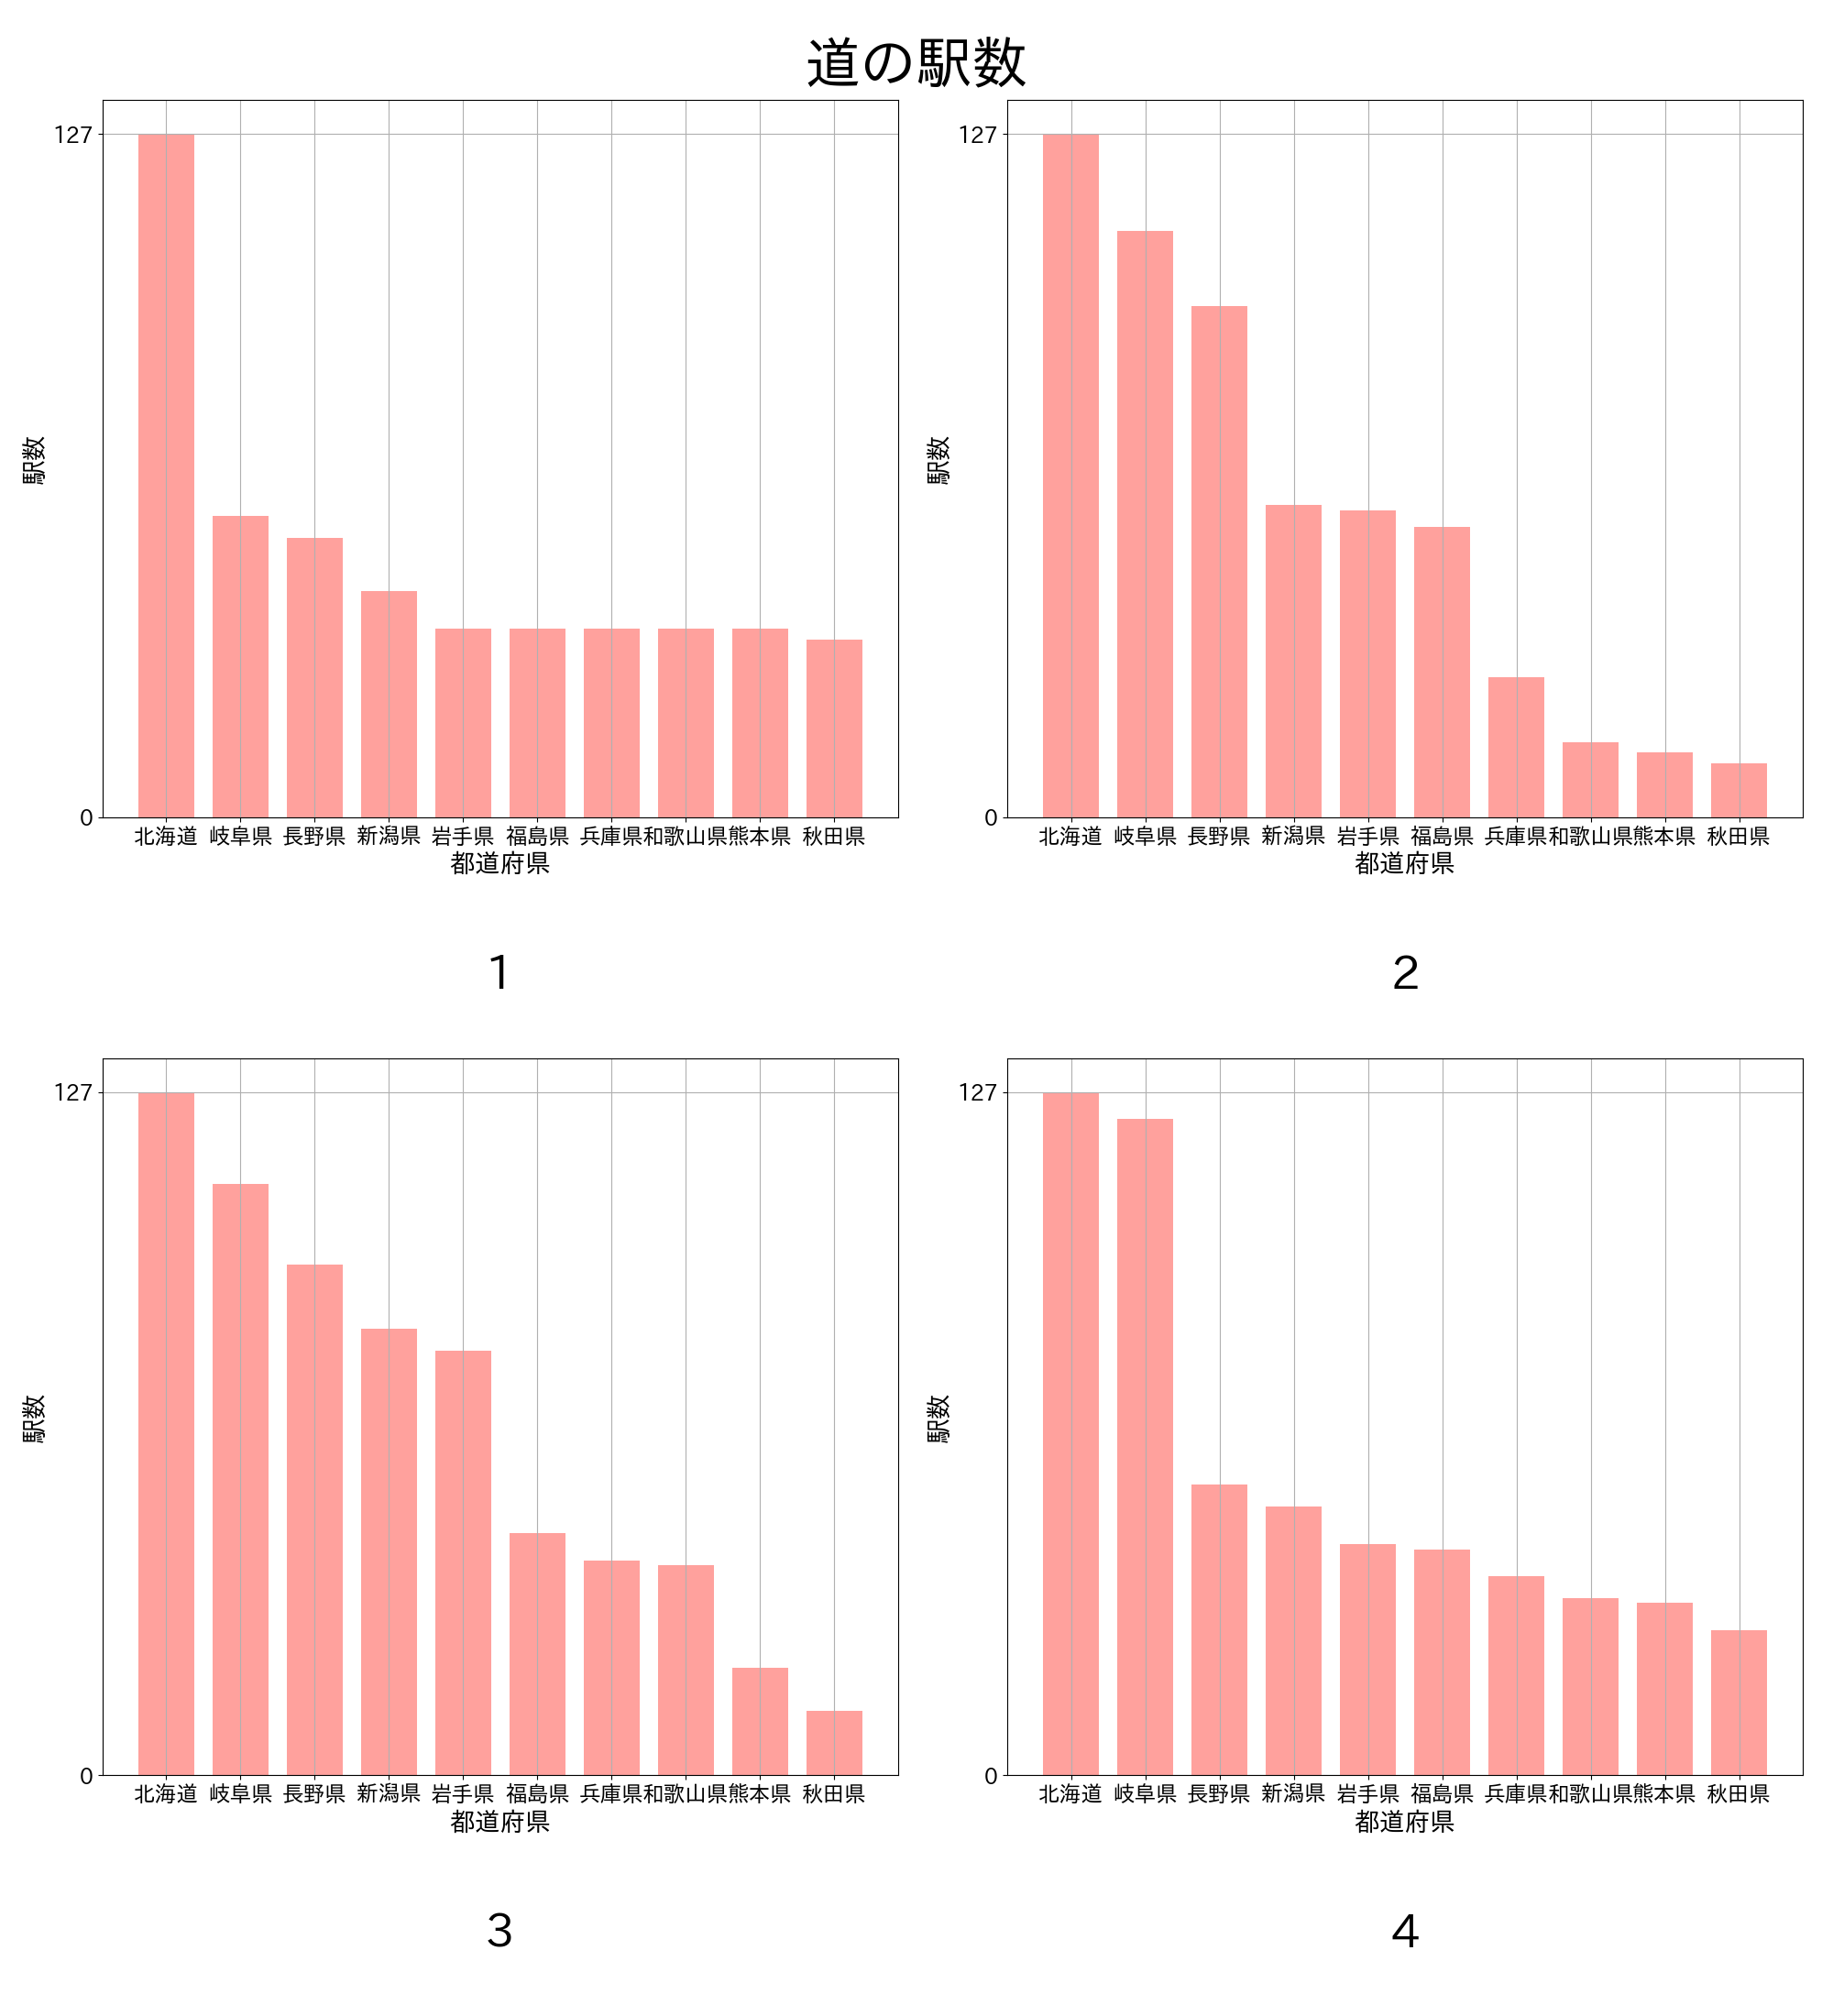 道の駅数
127
0
駅数
北海道 岐阜県 長野県 新潟県 岩手県 福島県 兵庫県 和歌山県 熊本県 秋田県
都道府県
1
127
0
駅数
北海道 岐阜県 長野県 新潟県 岩手県 福島県 兵庫県 和歌山県 熊本県 秋田県
都道府県
2
127
0
駅数
北海道 岐阜県 長野県 新潟県 岩手県 福島県 兵庫県 和歌山県 熊本県 秋田県
都道府県
3
127
0
駅数
北海道 岐阜県 長野県 新潟県 岩手県 福島県 兵庫県 和歌山県 熊本県 秋田県
都道府県
4